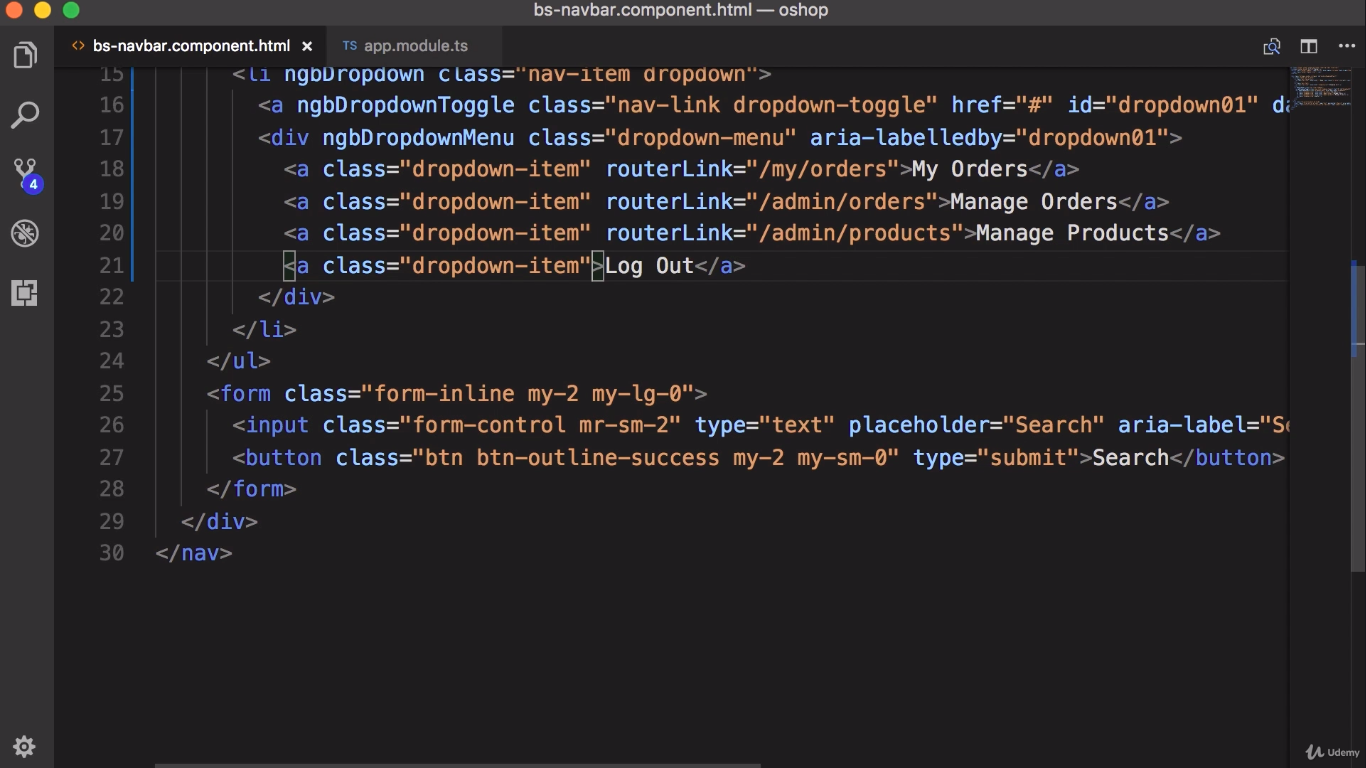 bs-navbar.component.html — oshop
<> bs-navbar.component.html × TS app.module.ts
15 <li ngbDropdown class="nav-item dropdown">
16 <a ngbDropdownToggle class="nav-link dropdown-toggle" href="#" id="dropdown01" da
17 <div ngbDropdownMenu class="dropdown-menu" aria-labelledby="dropdown01">
18 <a class="dropdown-item" routerLink="/my/orders">My Orders</a>
19 <a class="dropdown-item" routerLink="/admin/orders">Manage Orders</a>
20 <a class="dropdown-item" routerLink="/admin/products">Manage Products</a>
21 <a class="dropdown-item">Log Out</a>
22 </div>
23 </li>
24 </ul>
25 <form class="form-inline my-2 my-lg-0">
26 <input class="form-control mr-sm-2" type="text" placeholder="Search" aria-label="Se
27 <button class="btn btn-outline-success my-2 my-sm-0" type="submit">Search</button>
28 </form>
29 </div>
30 </nav>
4
Udemy